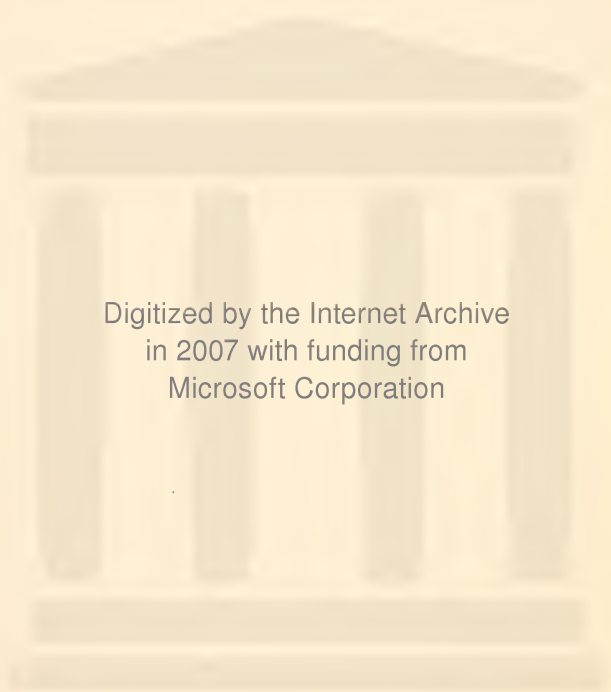 Digitized by the Internet Archive
in 2007 with funding from
Microsoft Corporation